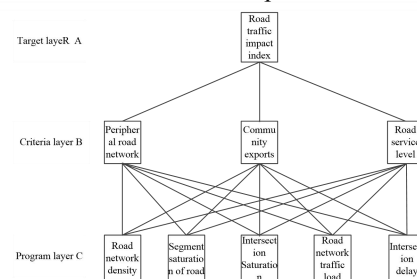 Road
traffic
impact
index
Target layeR A
Peripher
al road
network
Commu
nity
exports
Road
service
level
Criteria layer B
Road
network
density
Segment
saturatio
n of road
Intersect
ion
Saturatio
n
Road
network
traffic
load
Intersec
ion
delay
Program layer C